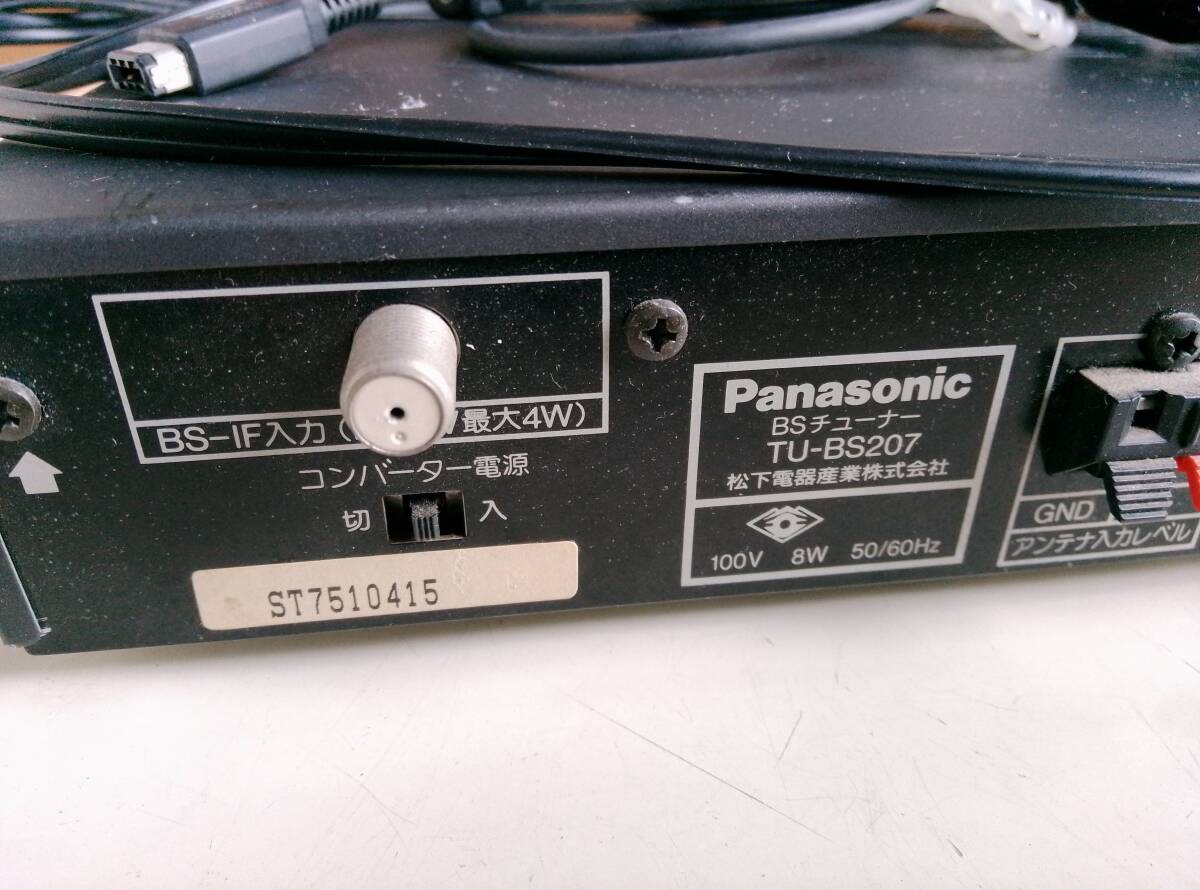 BS-IF入力(
最大4W)
コンバーター電源
切 入
ST7510415
Panasonic
BSチューナー
TU-BS207
松下電器産業株式会社
100V 8W 50/60Hz
GND
アンテナ入力レベル